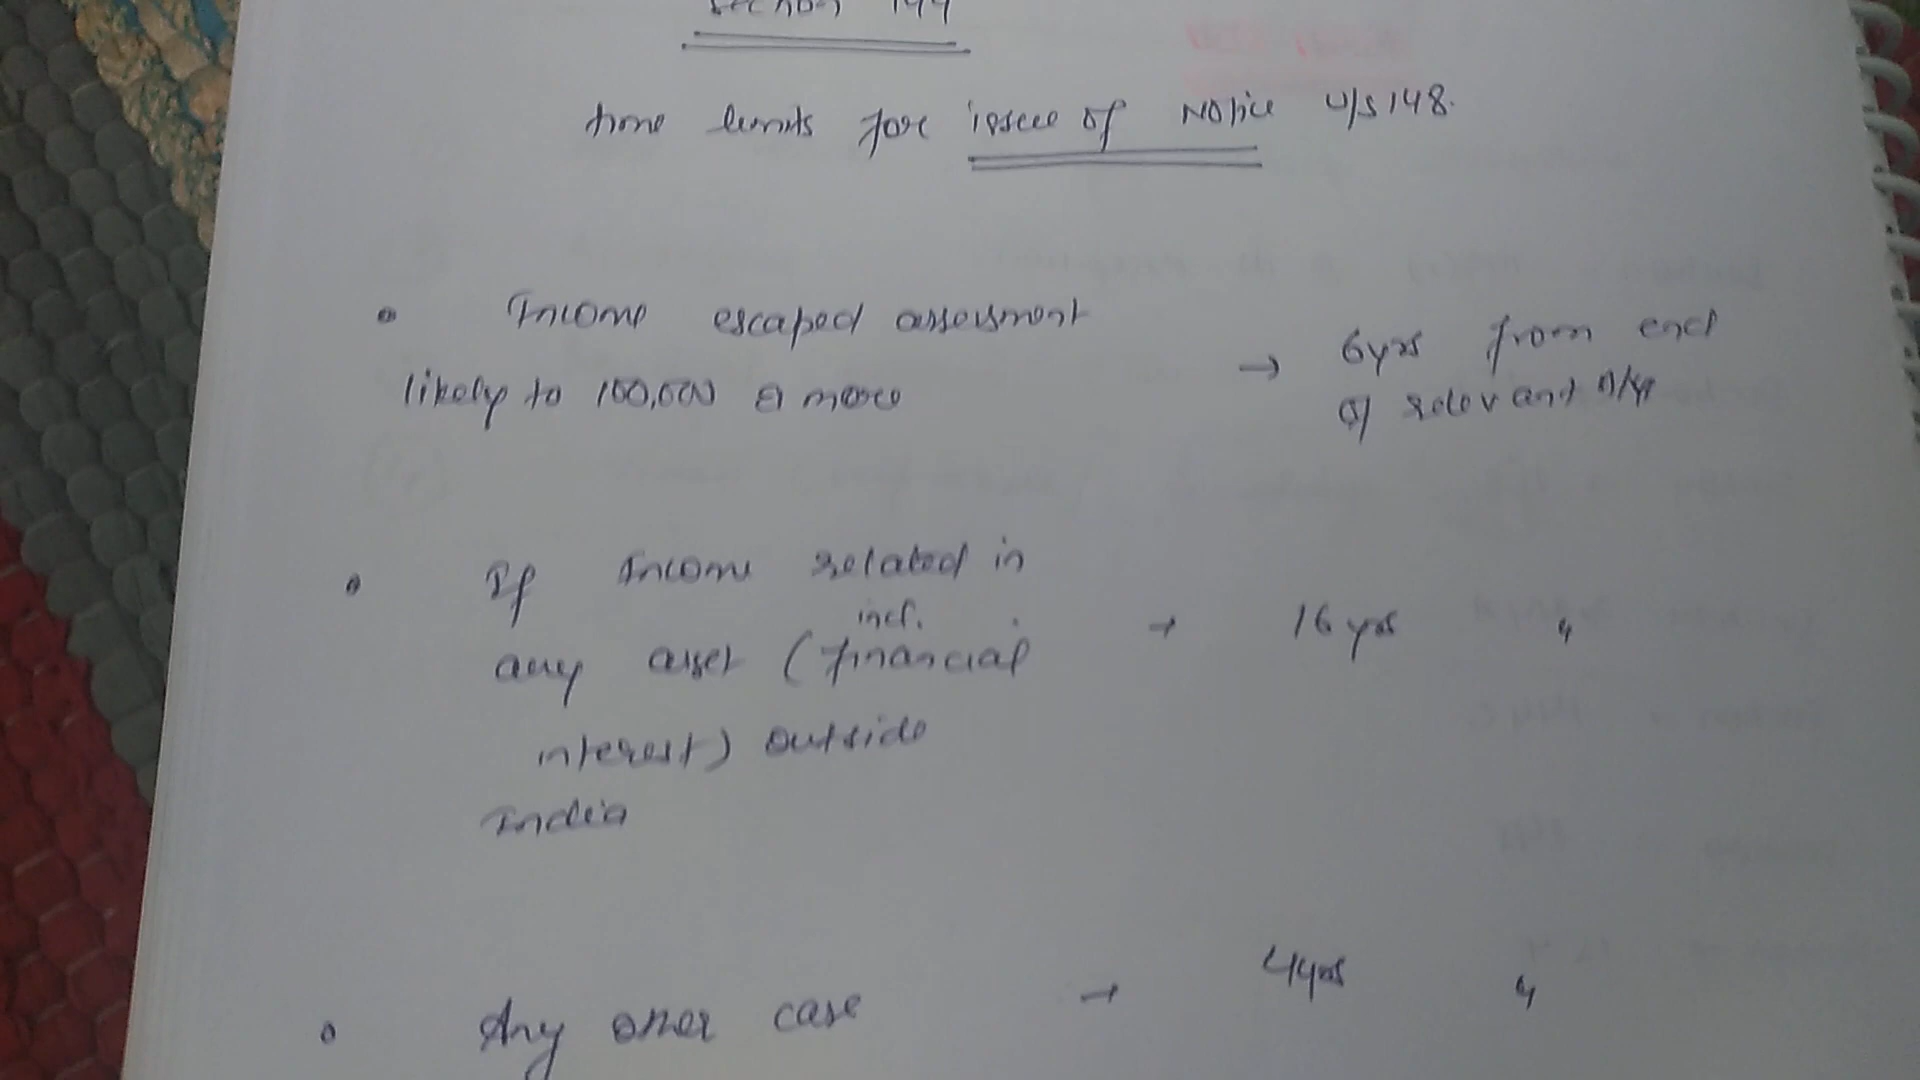 time limits for issue of Notice u/s 148.
Income escaped assessment
likely to 100,000 or more
→ 6yrs from end
of relevant A/Y
If Income related in
any asset (incl. financial
interest) outside
India
→ 16 yrs "
Any other case → 4yrs "